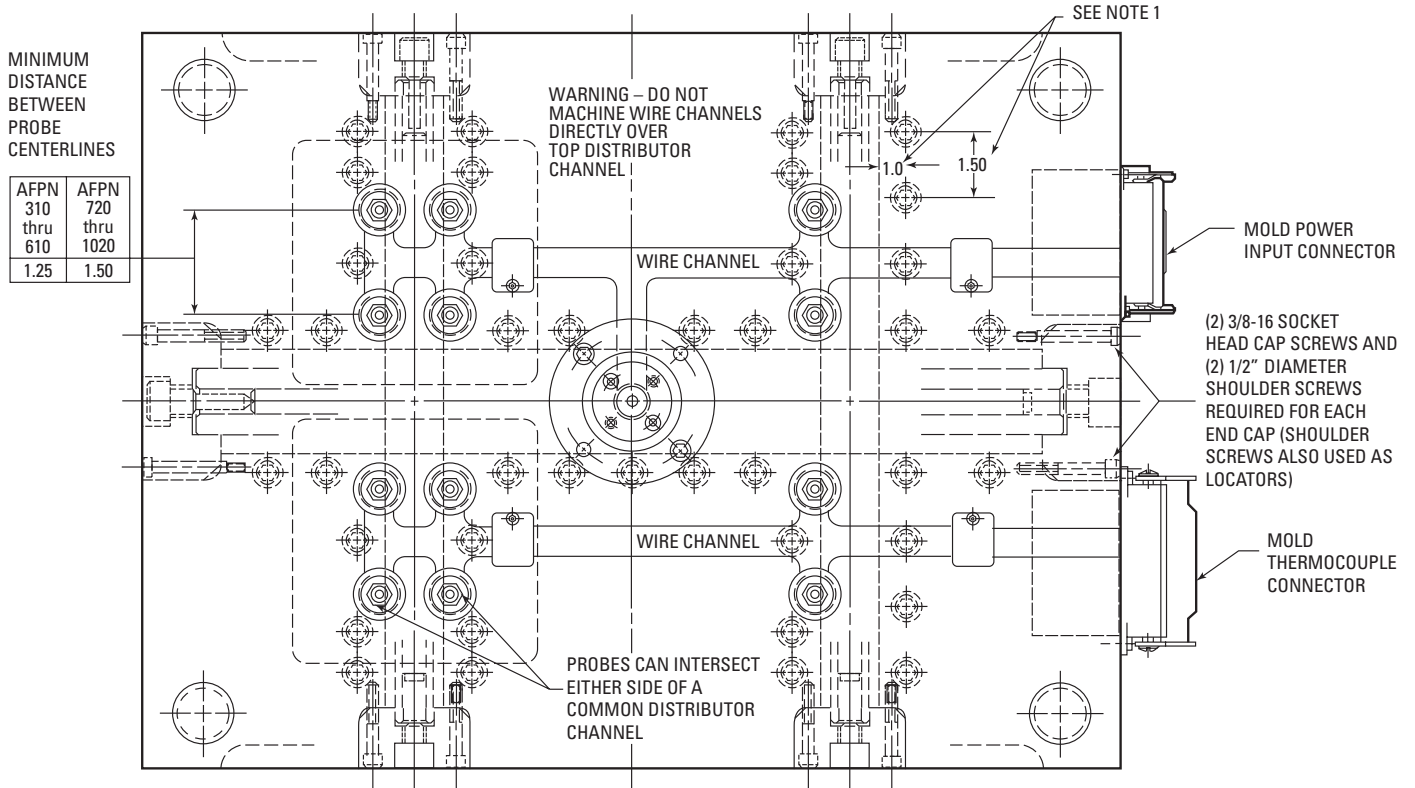 SEE NOTE 1
MINIMUM
DISTANCE
BETWEEN
PROBE
CENTERLINES
AFPN
310
thru
610
AFPN
720
thru
1020
1.25
1.50
WARNING – DO NOT
MACHINE WIRE CHANNELS
DIRECTLY OVER
TOP DISTRIBUTOR
CHANNEL
1.0
1.50
WIRE CHANNEL
MOLD POWER
INPUT CONNECTOR
(2) 3/8-16 SOCKET
HEAD CAP SCREWS AND
(2) 1/2" DIAMETER
SHOULDER SCREWS
REQUIRED FOR EACH
END CAP (SHOULDER
SCREWS ALSO USED AS
LOCATORS)
WIRE CHANNEL
MOLD
THERMOCOUPLE
CONNECTOR
PROBES CAN INTERSECT
EITHER SIDE OF A
COMMON DISTRIBUTOR
CHANNEL